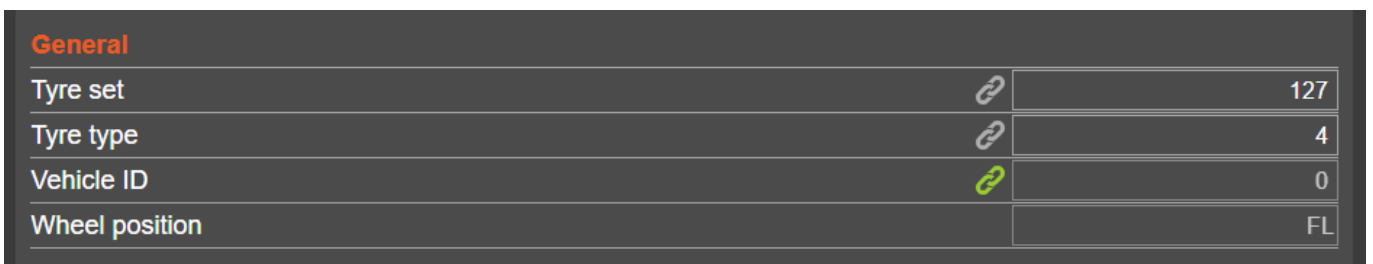 General
Tyre set 127
Tyre type 4
Vehicle ID 0
Wheel position FL